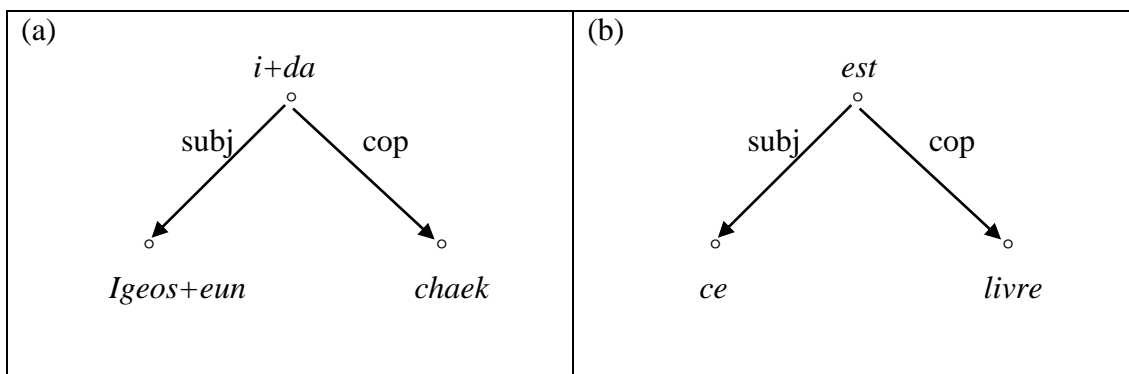 (a)
i+da
subj
cop
Igeos+eun
chaek
(b)
est
subj
cop
ce
livre